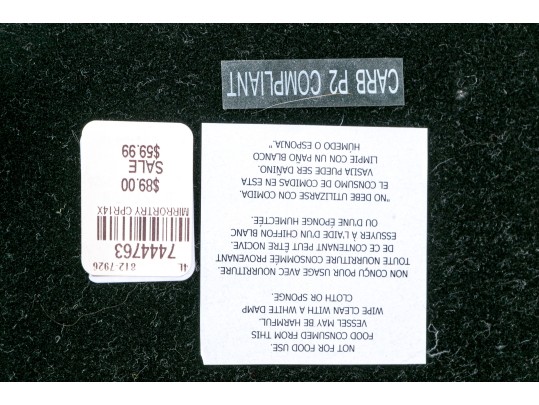 4L 812-7926
7444763
MIRRORTRY CPR14X
$89.00
SALE
$59.99
NOT FOR FOOD USE.
FOOD CONSUMED FROM THIS
VESSEL MAY BE HARMFUL.
WIPE CLEAN WITH A WHITE DAMP
CLOTH OR SPONGE.
NON CONÇU POUR USAGE AVEC NOURRITURE.
TOUTE NOURRITURE CONSOMMÉE PROVENANT
DE CE CONTENANT PEUT ÊTRE NOCIVE.
ESSUYER À L'AIDE D'UN CHIFFON BLANC
OU D'UNE ÉPONGE HUMECTÉE.
"NO DEBE UTILIZARSE CON COMIDA.
EL CONSUMO DE COMIDAS EN ESTA
VASIJA PUEDE SER DAÑINO.
LIMPIE CON UN PAÑO BLANCO
HÚMEDO O ESPONJA."
CARB P2 COMPLIANT